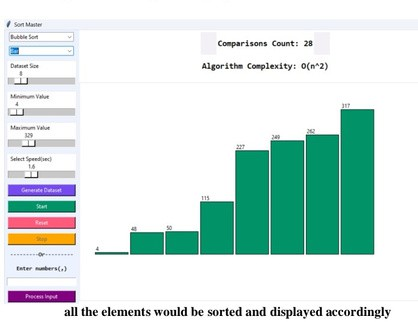 Sort Master
Bubble Sort
Bar
Dataset Size
8
Minimum Value
4
Maximum Value
329
Select Speed(sec)
1.6
Generate Dataset
Start
Reset
Stop
--------Or--------
Enter numbers(,)
Process Input
Comparisons Count: 28
Algorithm Complexity: O(n^2)
4
48
50
115
227
249
262
317
all the elements would be sorted and displayed accordingly